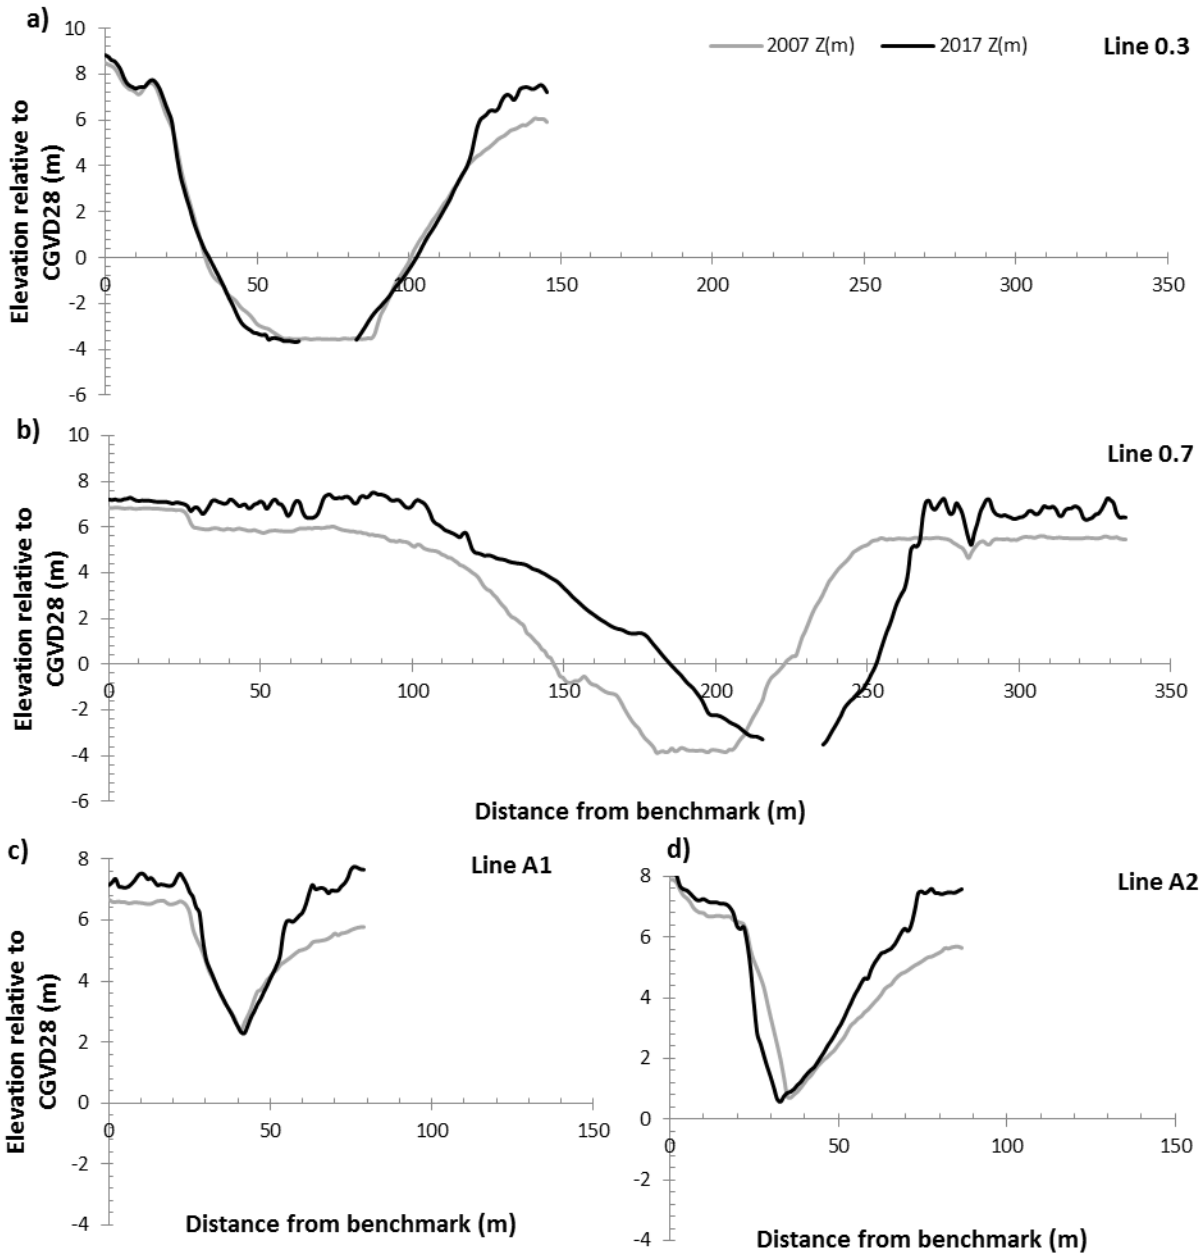 a)
2007 Z(m)
2017 Z(m)
Line 0.3
Elevation relative to
CGVD28 (m)
10
8
6
4
2
0
-2
-4
-6
0 50 100 150 200 250 300 350
b)
Line 0.7
Elevation relative to
CGVD28 (m)
10
8
6
4
2
0
-2
-4
-6
0 50 100 150 200 250 300 350
Distance from benchmark (m)
c)
Line A1
Elevation relative to
CGVD28 (m)
8
6
4
2
0
-2
-4
0 50 100 150
Distance from benchmark (m)
d)
Line A2
8
6
4
2
0
-2
-4
0 50 100 150
Distance from benchmark (m)